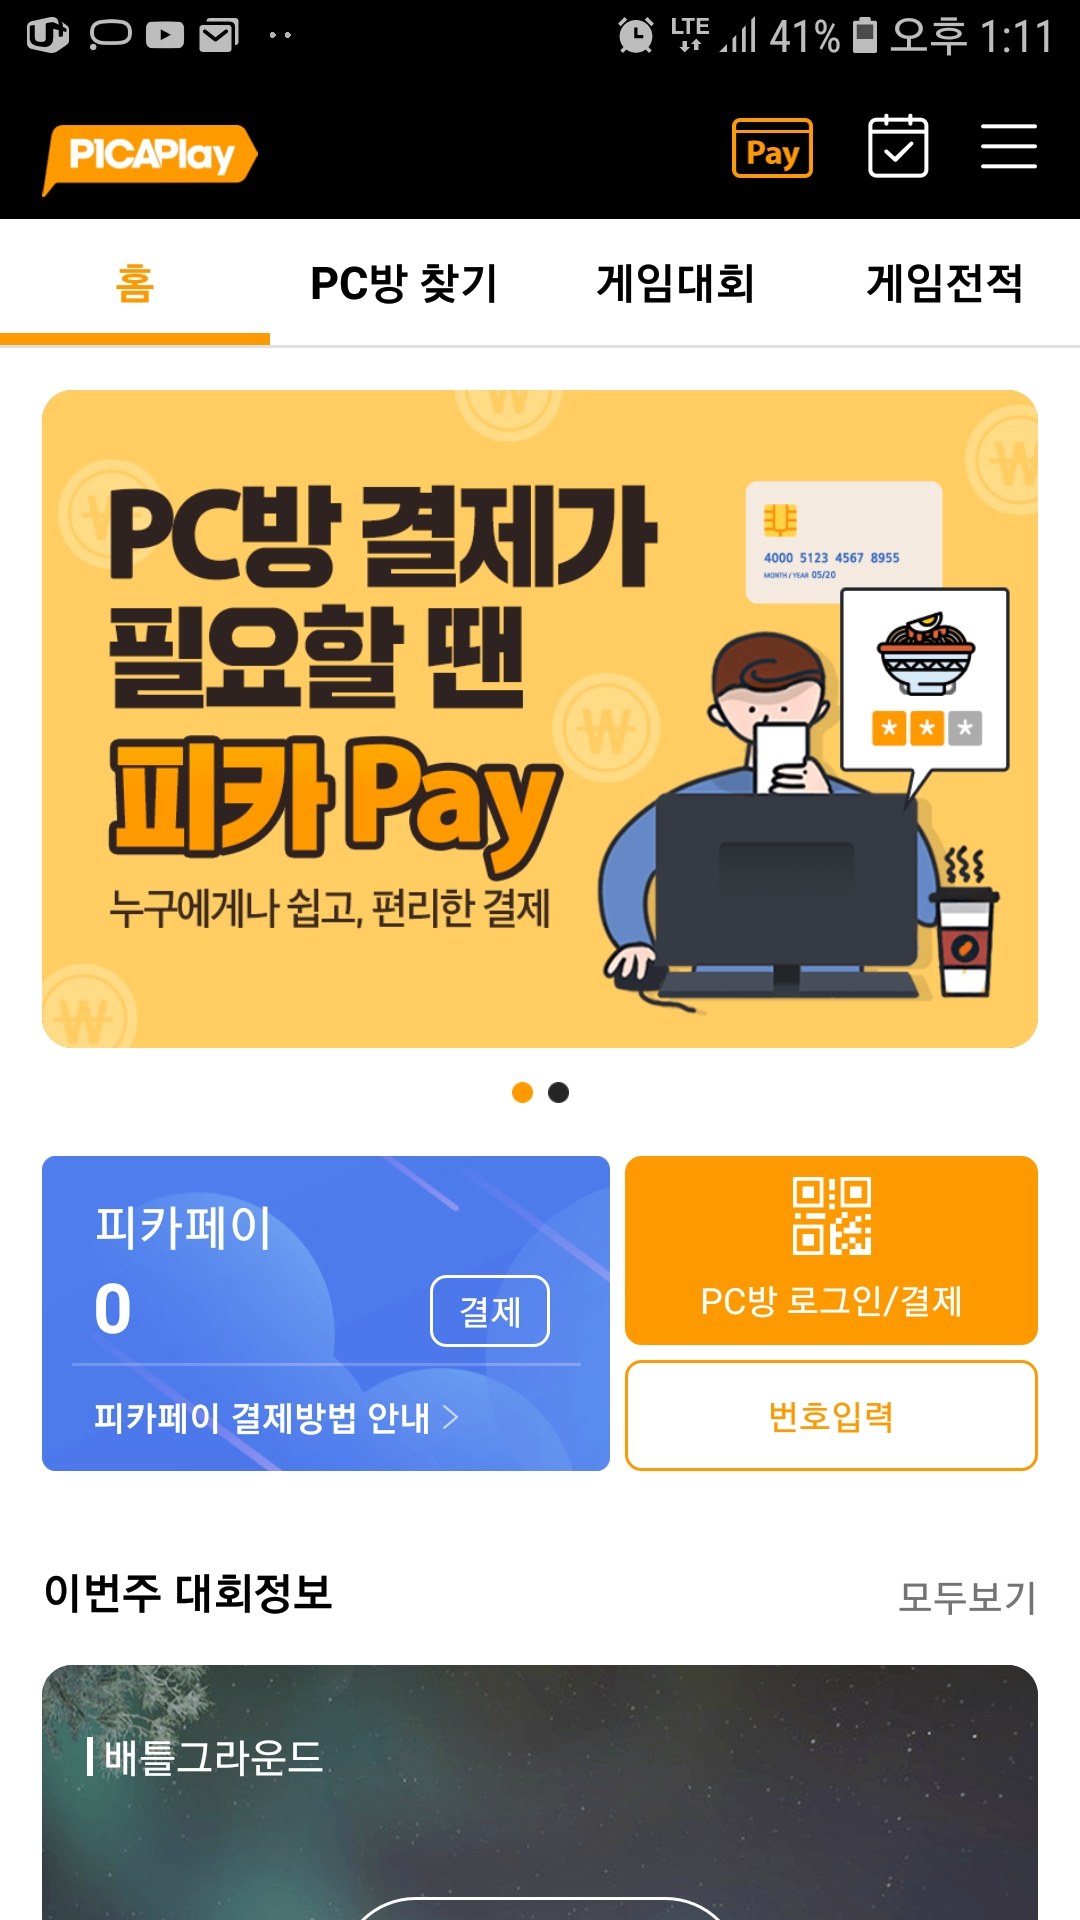 LTE 41% 오후 1:11
PICAPlay
Pay
홈 PC방 찾기 게임대회 게임전적
PC방 결제가
필요할 땐
피카 Pay
누구에게나 쉽고, 편리한 결제
4000 5123 4567 8955
MONTH / YEAR 05/20
* * *
피카페이
0
결제
피카페이 결제방법 안내 >
PC방 로그인/결제
번호입력
이번주 대회정보 모두보기
배틀그라운드